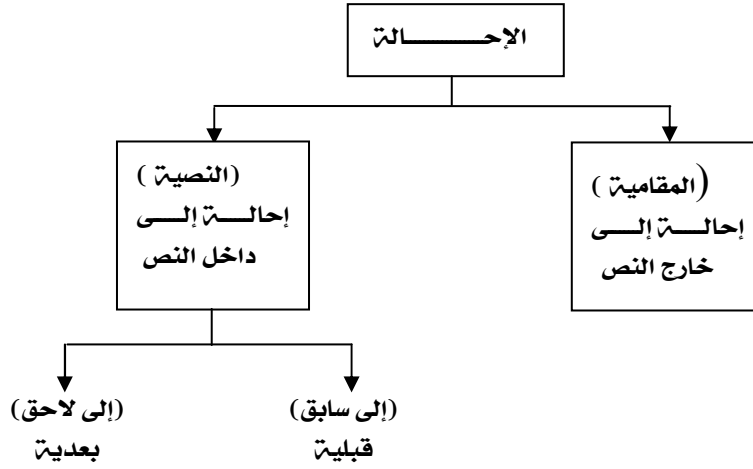 الإحالة
(المقامية)
إحالة إلى
خارج النص
(النصية)
إحالة إلى
داخل النص
(إلى سابق)
قبلية
(إلى لاحق)
بعدية